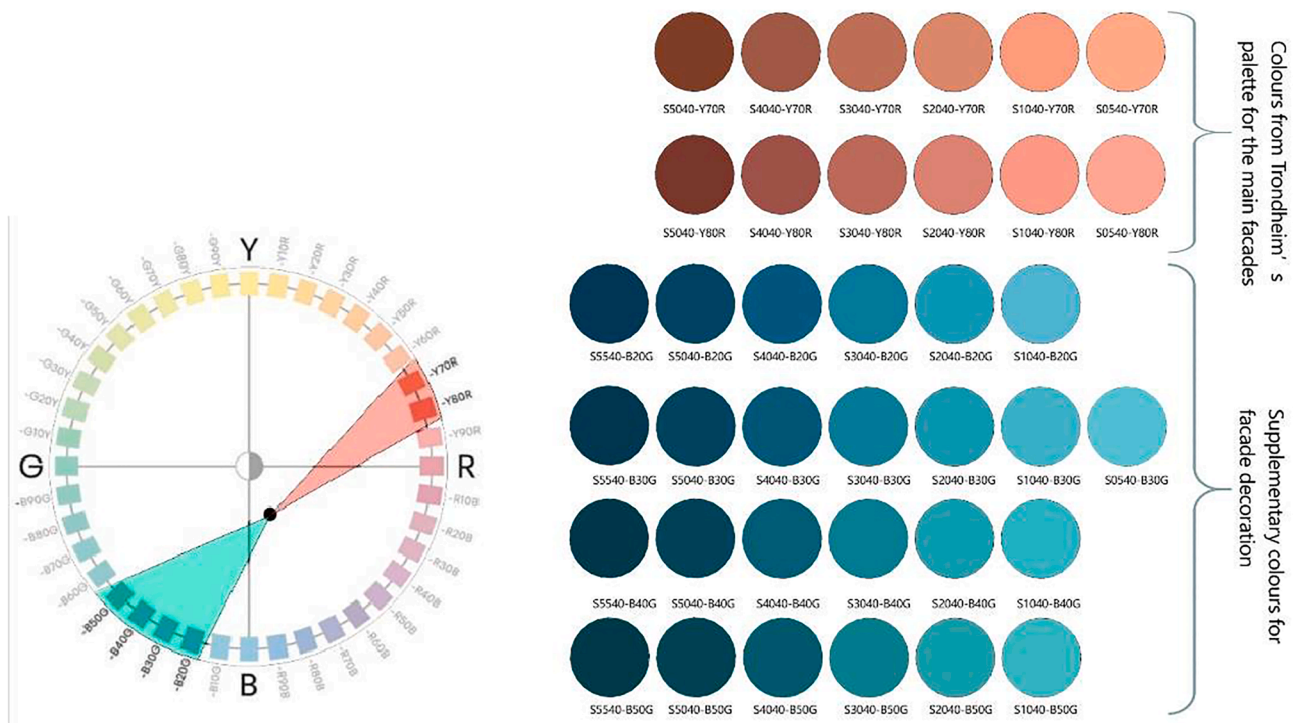 Y
-Y10R
-Y20R
-Y30R
-Y40R
-Y50R
-Y60R
-Y70R
-Y80R
-Y90R
R
-R10B
-R20B
-R30B
-R40B
-R50B
-R60B
-R70B
-R80B
-R90B
B
-B10G
-B20G
-B30G
-B40G
-B50G
-B60G
-B70G
-B80G
-B90G
G
-G10Y
-G20Y
-G30Y
-G40Y
-G50Y
-G60Y
-G70Y
-G80Y
-G90Y
S5040-Y70R S4040-Y70R S3040-Y70R S2040-Y70R S1040-Y70R S0540-Y70R
S5040-Y80R S4040-Y80R S3040-Y80R S2040-Y80R S1040-Y80R S0540-Y80R
Colours from Trondheim's
palette for the main facades
S5540-B20G S5040-B20G S4040-B20G S3040-B20G S2040-B20G S1040-B20G
S5540-B30G S5040-B30G S4040-B30G S3040-B30G S2040-B30G S1040-B30G S0540-B30G
S5540-B40G S5040-B40G S4040-B40G S3040-B40G S2040-B40G S1040-B40G
S5540-B50G S5040-B50G S4040-B50G S3040-B50G S2040-B50G S1040-B50G
Supplementary colours for
facade decoration